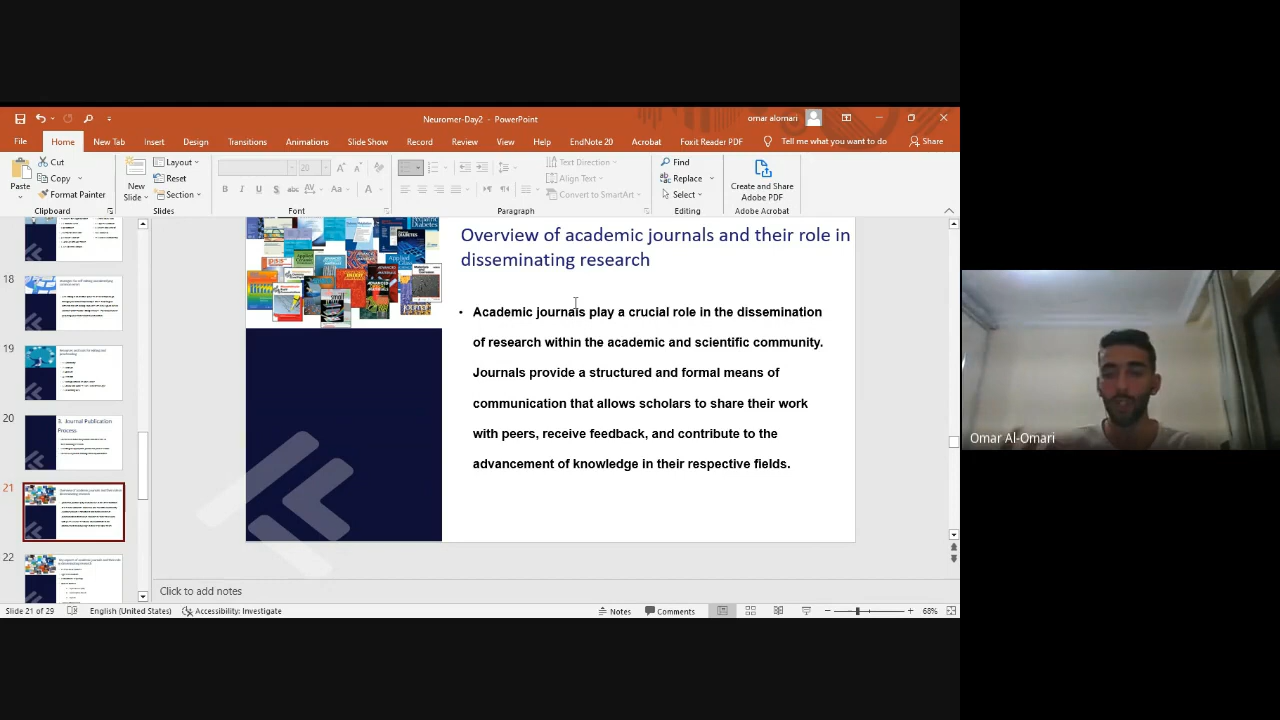 Neuromer-Day2 - PowerPoint
omar alomari
File Home New Tab Insert Design Transitions Animations Slide Show Record Review View Help EndNote 20 Acrobat Foxit Reader PDF Tell me what you want to do Share
Paste
Cut
Copy
Format Painter
Clipboard
New Slide
Layout
Reset
Section
Slides
20
Font
Text Direction
Align Text
Convert to SmartArt
Paragraph
Find
Replace
Select
Editing
Create and Share Adobe PDF
Adobe Acrobat
18
19
20
3. Journal Publication
Process
21
22
Overview of academic journals and their role in
disseminating research
• Academic journals play a crucial role in the dissemination
of research within the academic and scientific community.
Journals provide a structured and formal means of
communication that allows scholars to share their work
with peers, receive feedback, and contribute to the
advancement of knowledge in their respective fields.
Click to add notes
Slide 21 of 29 English (United States) Accessibility: Investigate Notes Comments 68%
Omar Al-Omari